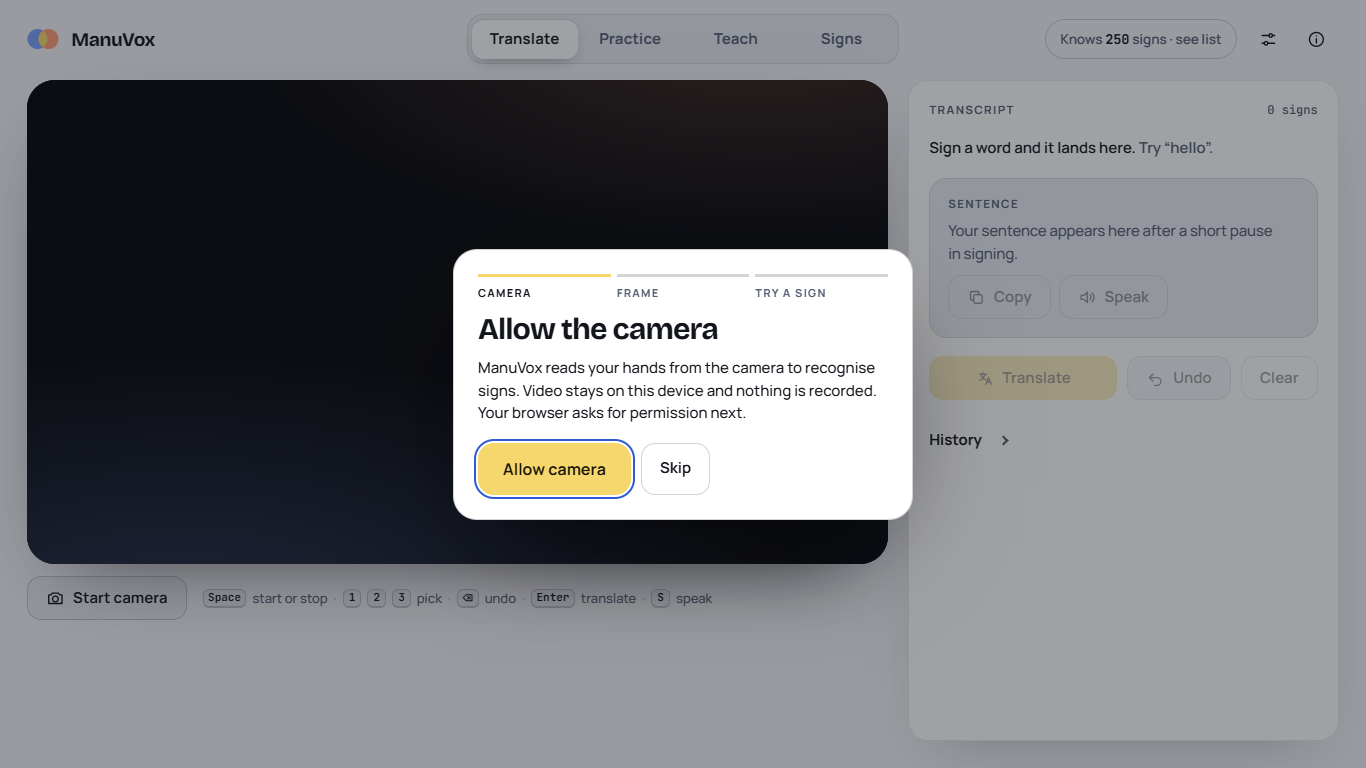 ManuVox
Translate
Practice
Teach
Signs
Knows 250 signs · see list
TRANSCRIPT
0 signs
Sign a word and it lands here. Try “hello”.
SENTENCE
Your sentence appears here after a short pause
in signing.
Copy
Speak
Translate
Undo
Clear
History
CAMERA
FRAME
TRY A SIGN
Allow the camera
ManuVox reads your hands from the camera to recognise
signs. Video stays on this device and nothing is recorded.
Your browser asks for permission next.
Allow camera
Skip
Start camera
Space start or stop · 1 2 3 pick · ⌫ undo · Enter translate · S speak